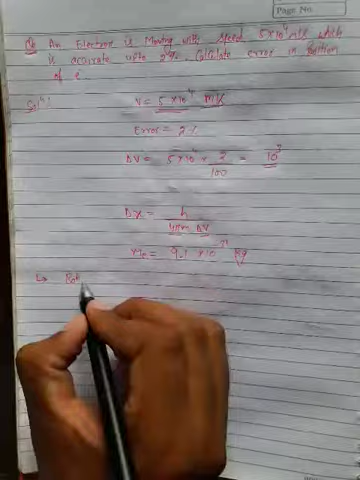 Page No.
Q. An Electron is Moving with speed 5×10⁴ m/s which
is accurate upto 2%. Calculate error in position
of e⁻
Solⁿ:
V = 5 × 10⁴ M/s
Error = 2%
ΔV = 5×10⁴ × 2/100 = 10³
Δx = h / 4πm ΔV
me = 9.1 × 10⁻³¹ kg
↳